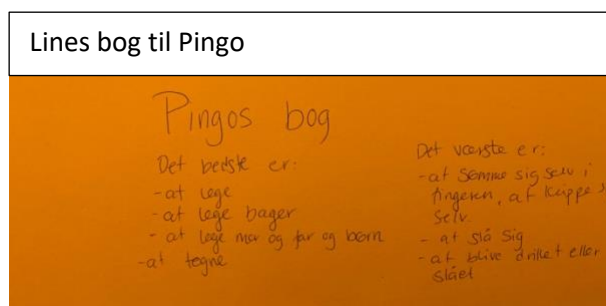 Lines bog til Pingo
Pingos bog
Det bedste er:
- at lege
- at lege bager
- at lege mor og far og børn
- at tegne
Det værste er:
- at sømme sig selv i
fingeren, at klippe s
selv.
- at slå sig
- at blive drillet eller
slået